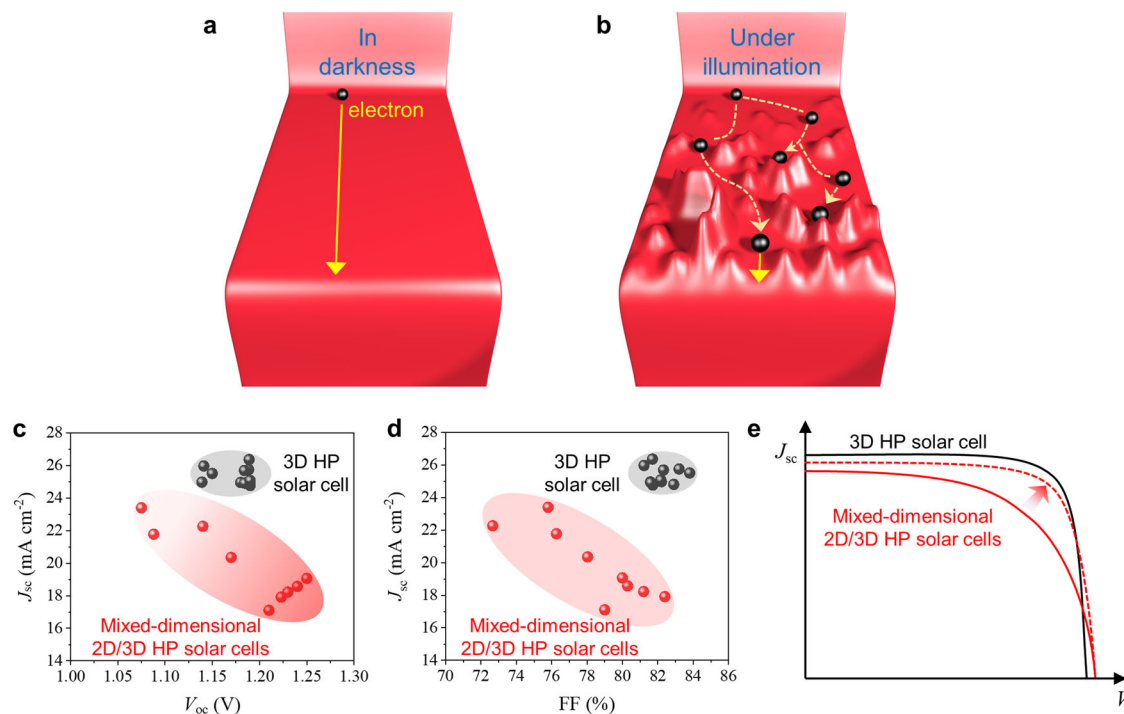 a
In
darkness
electron
b
Under
illumination
c
28
26
24
22
20
18
16
14
1.00
1.05
1.10
1.15
1.20
1.25
1.30
J_sc (mA cm⁻²)
V_oc (V)
3D HP
solar cell
Mixed-dimensional
2D/3D HP solar cells
d
28
26
24
22
20
18
16
14
70
72
74
76
78
80
82
84
86
J_sc (mA cm⁻²)
FF (%)
3D HP
solar cell
Mixed-dimensional
2D/3D HP solar cells
e
J_sc
3D HP solar cell
Mixed-dimensional
2D/3D HP solar cells